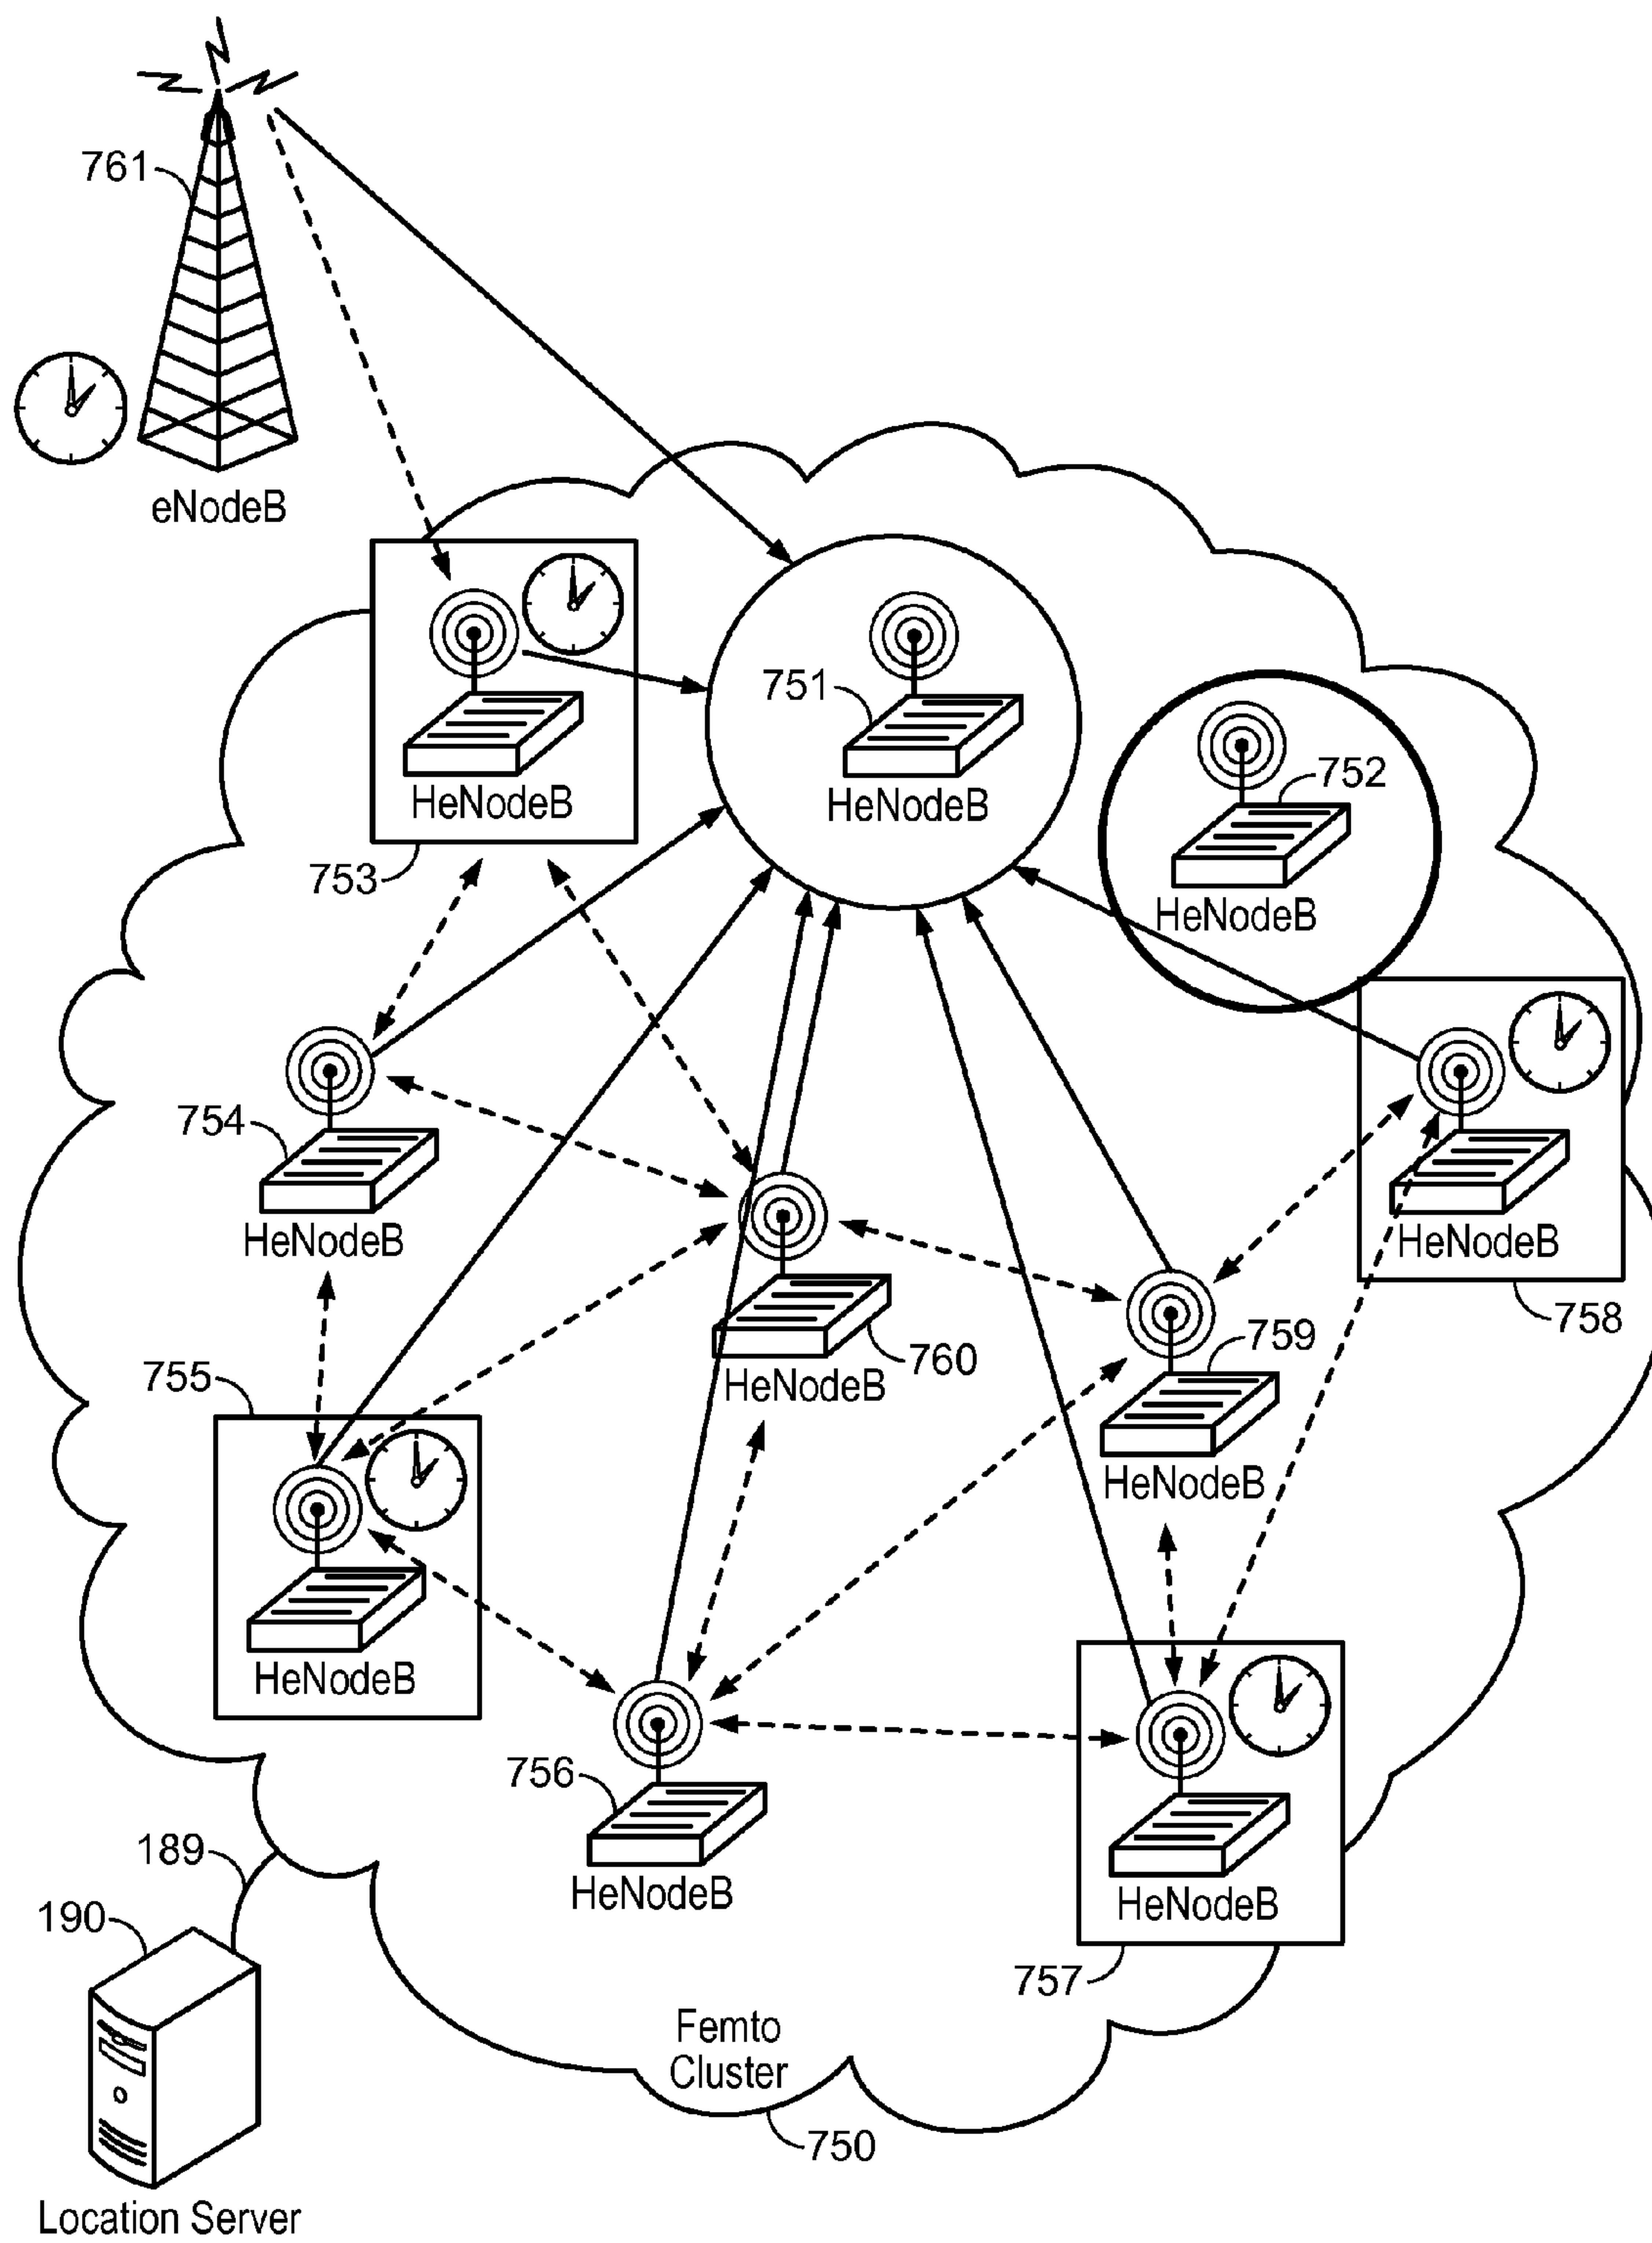 761
eNodeB
751
HeNodeB
HeNodeB
753
752
HeNodeB
754
HeNodeB
HeNodeB
758
760
HeNodeB
759
HeNodeB
755
HeNodeB
756
HeNodeB
HeNodeB
757
189
190
Location Server
Femto
Cluster
750